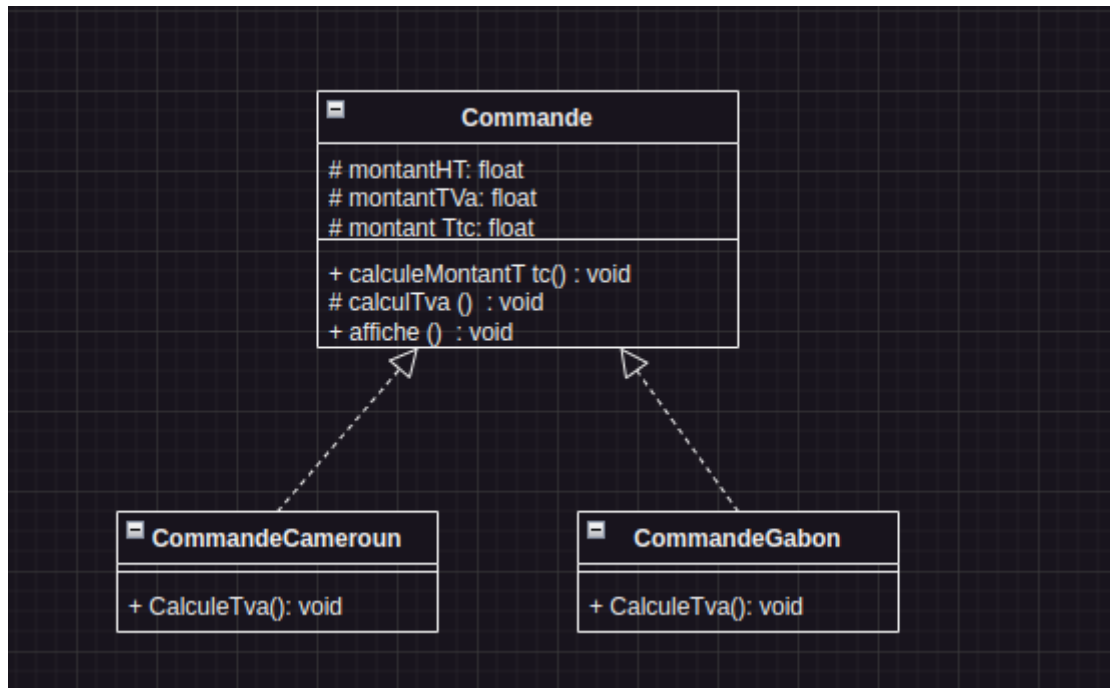 Commande
# montantHT: float
# montantTVa: float
# montant Ttc: float
+ calculeMontantT tc() : void
# calculTva ()  : void
+ affiche ()  : void
CommandeCameroun
+ CalculeTva(): void
CommandeGabon
+ CalculeTva(): void